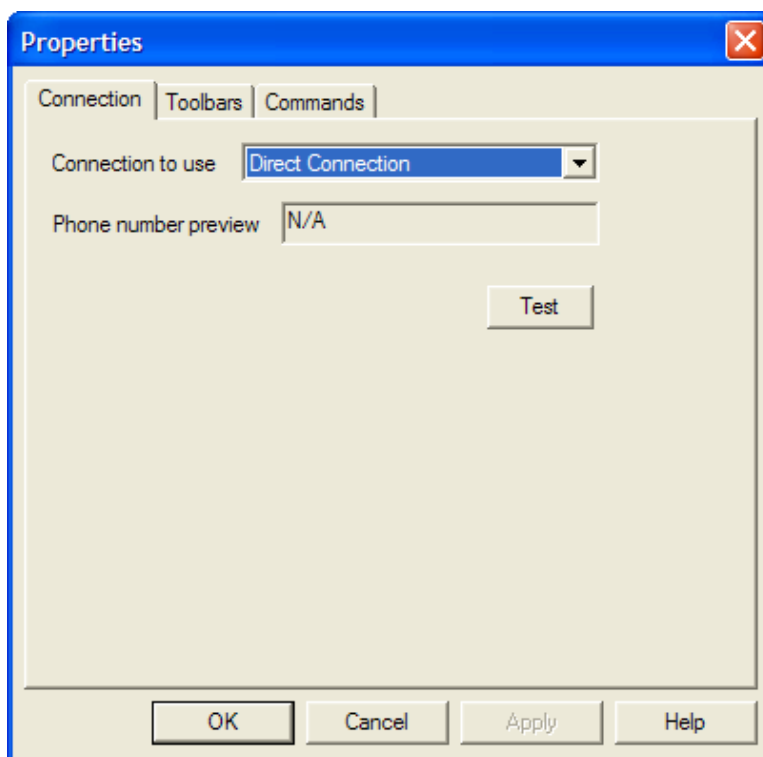 Properties
Connection Toolbars Commands
Connection to use Direct Connection
Phone number preview N/A
Test
OK Cancel Apply Help